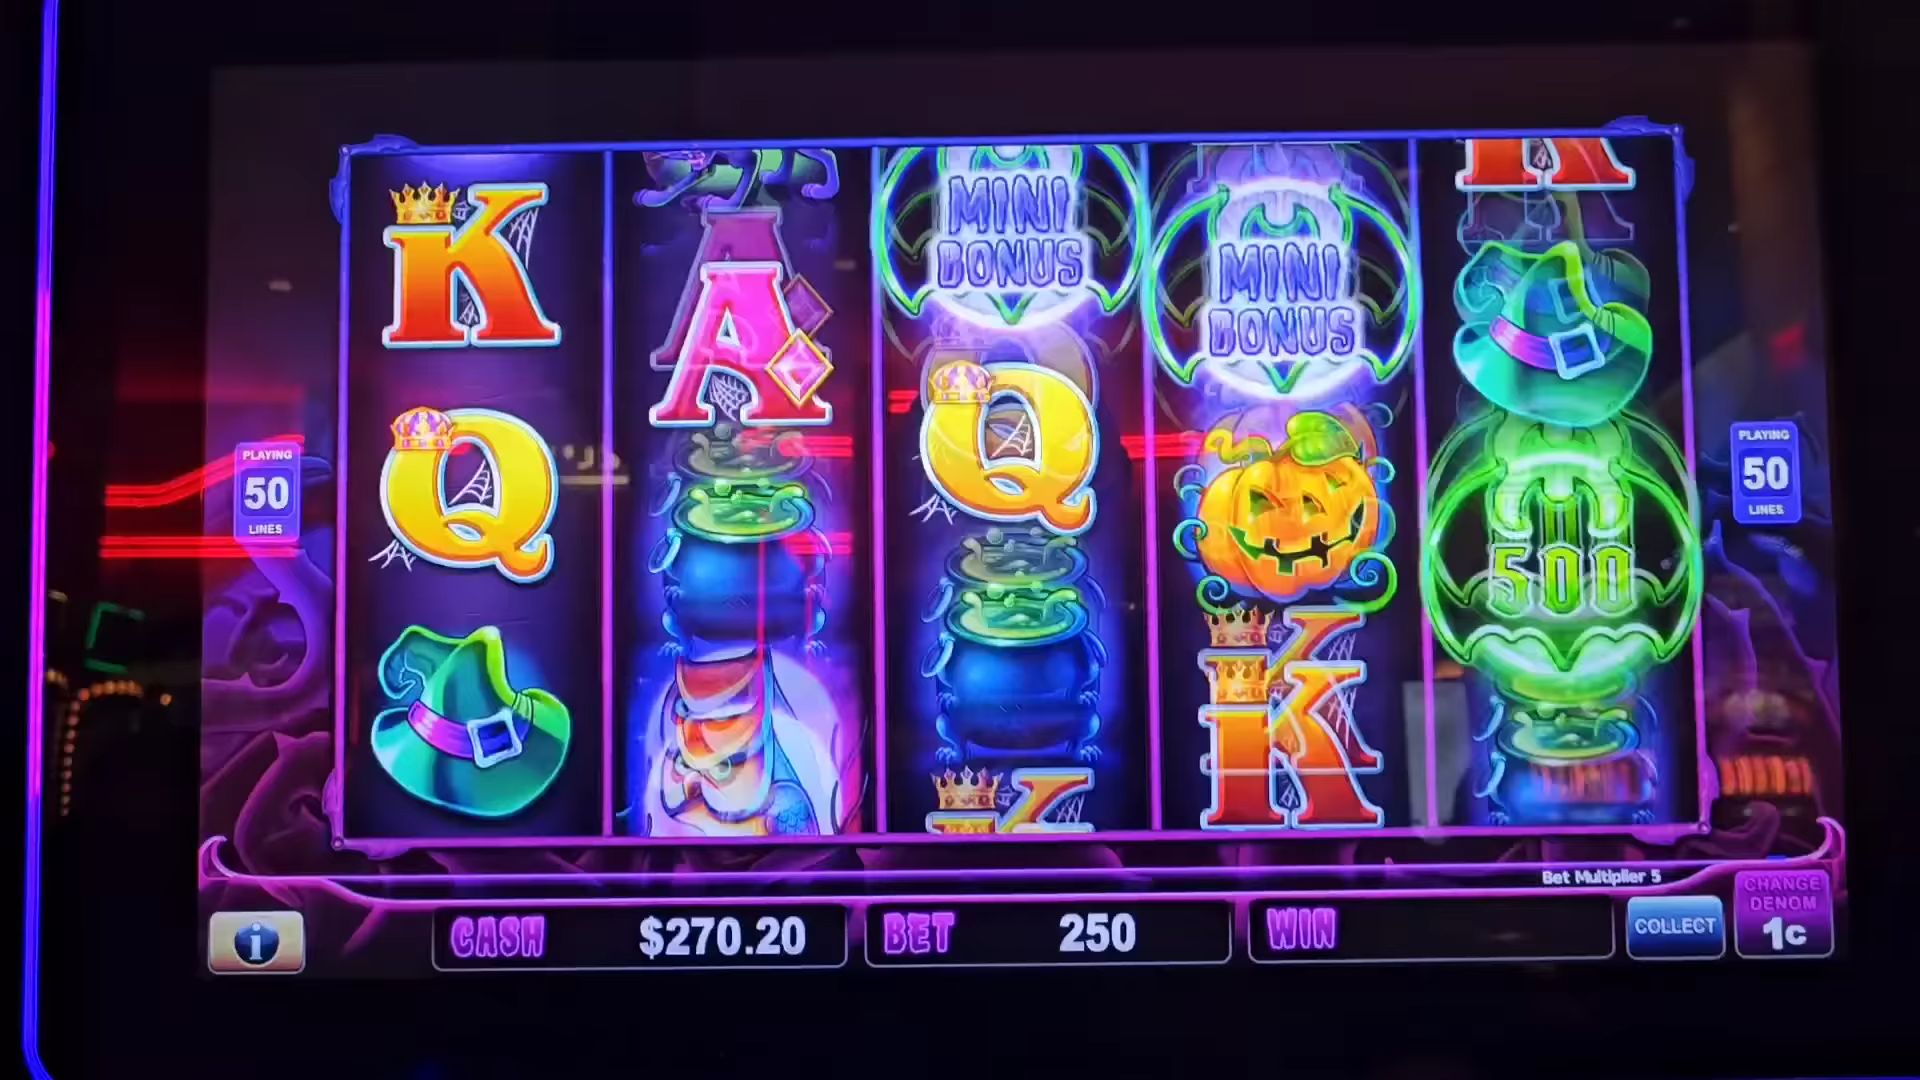 K
A
MINI
BONUS
MINI
BONUS
K
Q
Q
500
K
K
K
PLAYING
50
LINES
PLAYING
50
LINES
Bet Multiplier 5
i
CASH $270.20
BET 250
WIN
COLLECT
CHANGE
DENOM
1c